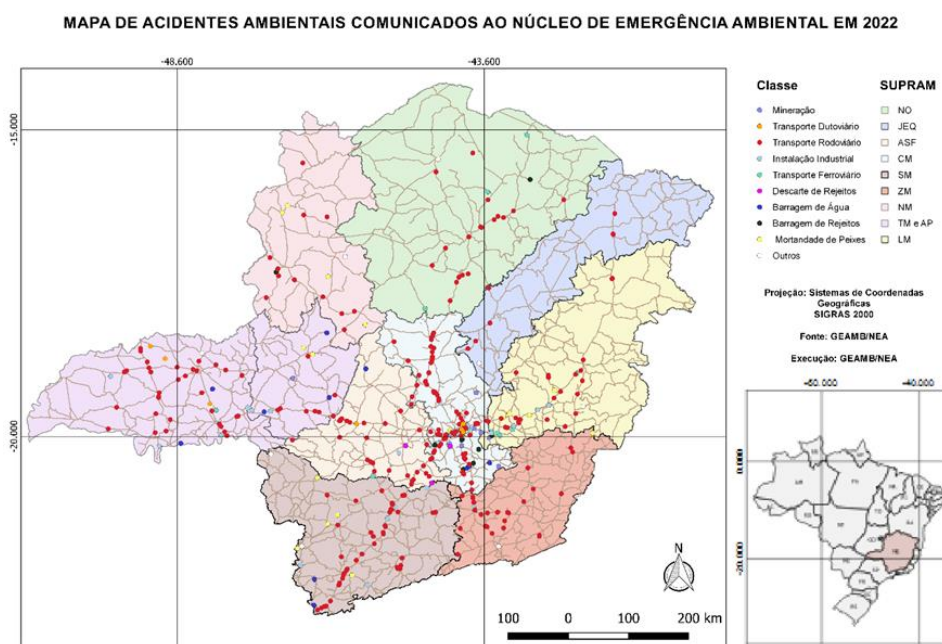 MAPA DE ACIDENTES AMBIENTAIS COMUNICADOS AO NÚCLEO DE EMERGÊNCIA AMBIENTAL EM 2022
-48.600
-43.600
-15.000
-20.000
Classe
Mineração
Transporte Dutoviário
Transporte Rodoviário
Instalação Industrial
Transporte Ferroviário
Descarte de Rejeitos
Barragem de Água
Barragem de Rejeitos
Mortandade de Peixes
Outros
SUPRAM
NO
JEQ
ASF
CM
SM
ZM
NM
TM e AP
LM
Projeção: Sistemas de Coordenadas
Geográficas
SIGRAS 2000
Fonte: GEAMB/NEA
Execução: GEAMB/NEA
-50.000
-40.000
0.000
-20.000
N
100 0 100 200 km